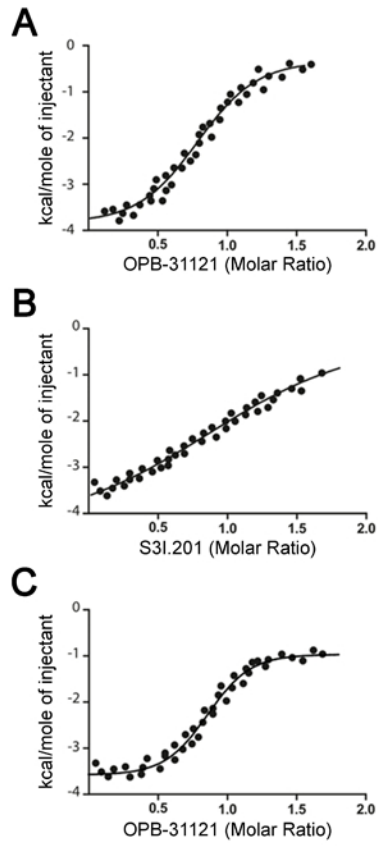 A
0
-1
-2
-3
-4
kcal/mole of injectant
0.5 1.0 1.5 2.0
OPB-31121 (Molar Ratio)
B
0
-1
-2
-3
-4
kcal/mole of injectant
0.5 1.0 1.5 2.0
S3I.201 (Molar Ratio)
C
0
-1
-2
-3
-4
kcal/mole of injectant
0.5 1.0 1.5 2.0
OPB-31121 (Molar Ratio)